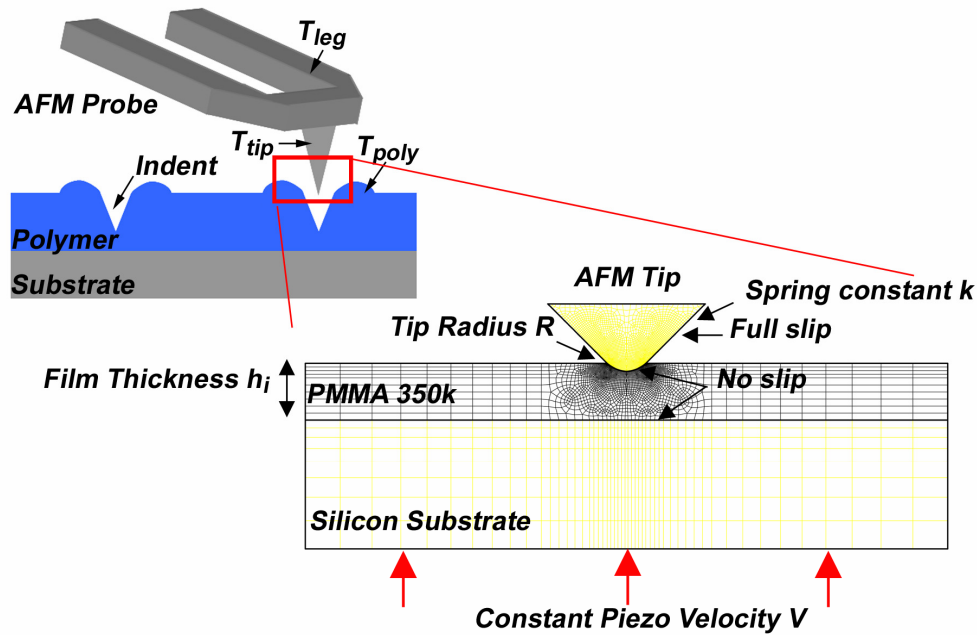 T_leg
AFM Probe
T_tip
T_poly
Indent
Polymer
Substrate
AFM Tip
Spring constant k
Tip Radius R
Full slip
Film Thickness h_i
No slip
PMMA 350k
Silicon Substrate
Constant Piezo Velocity V